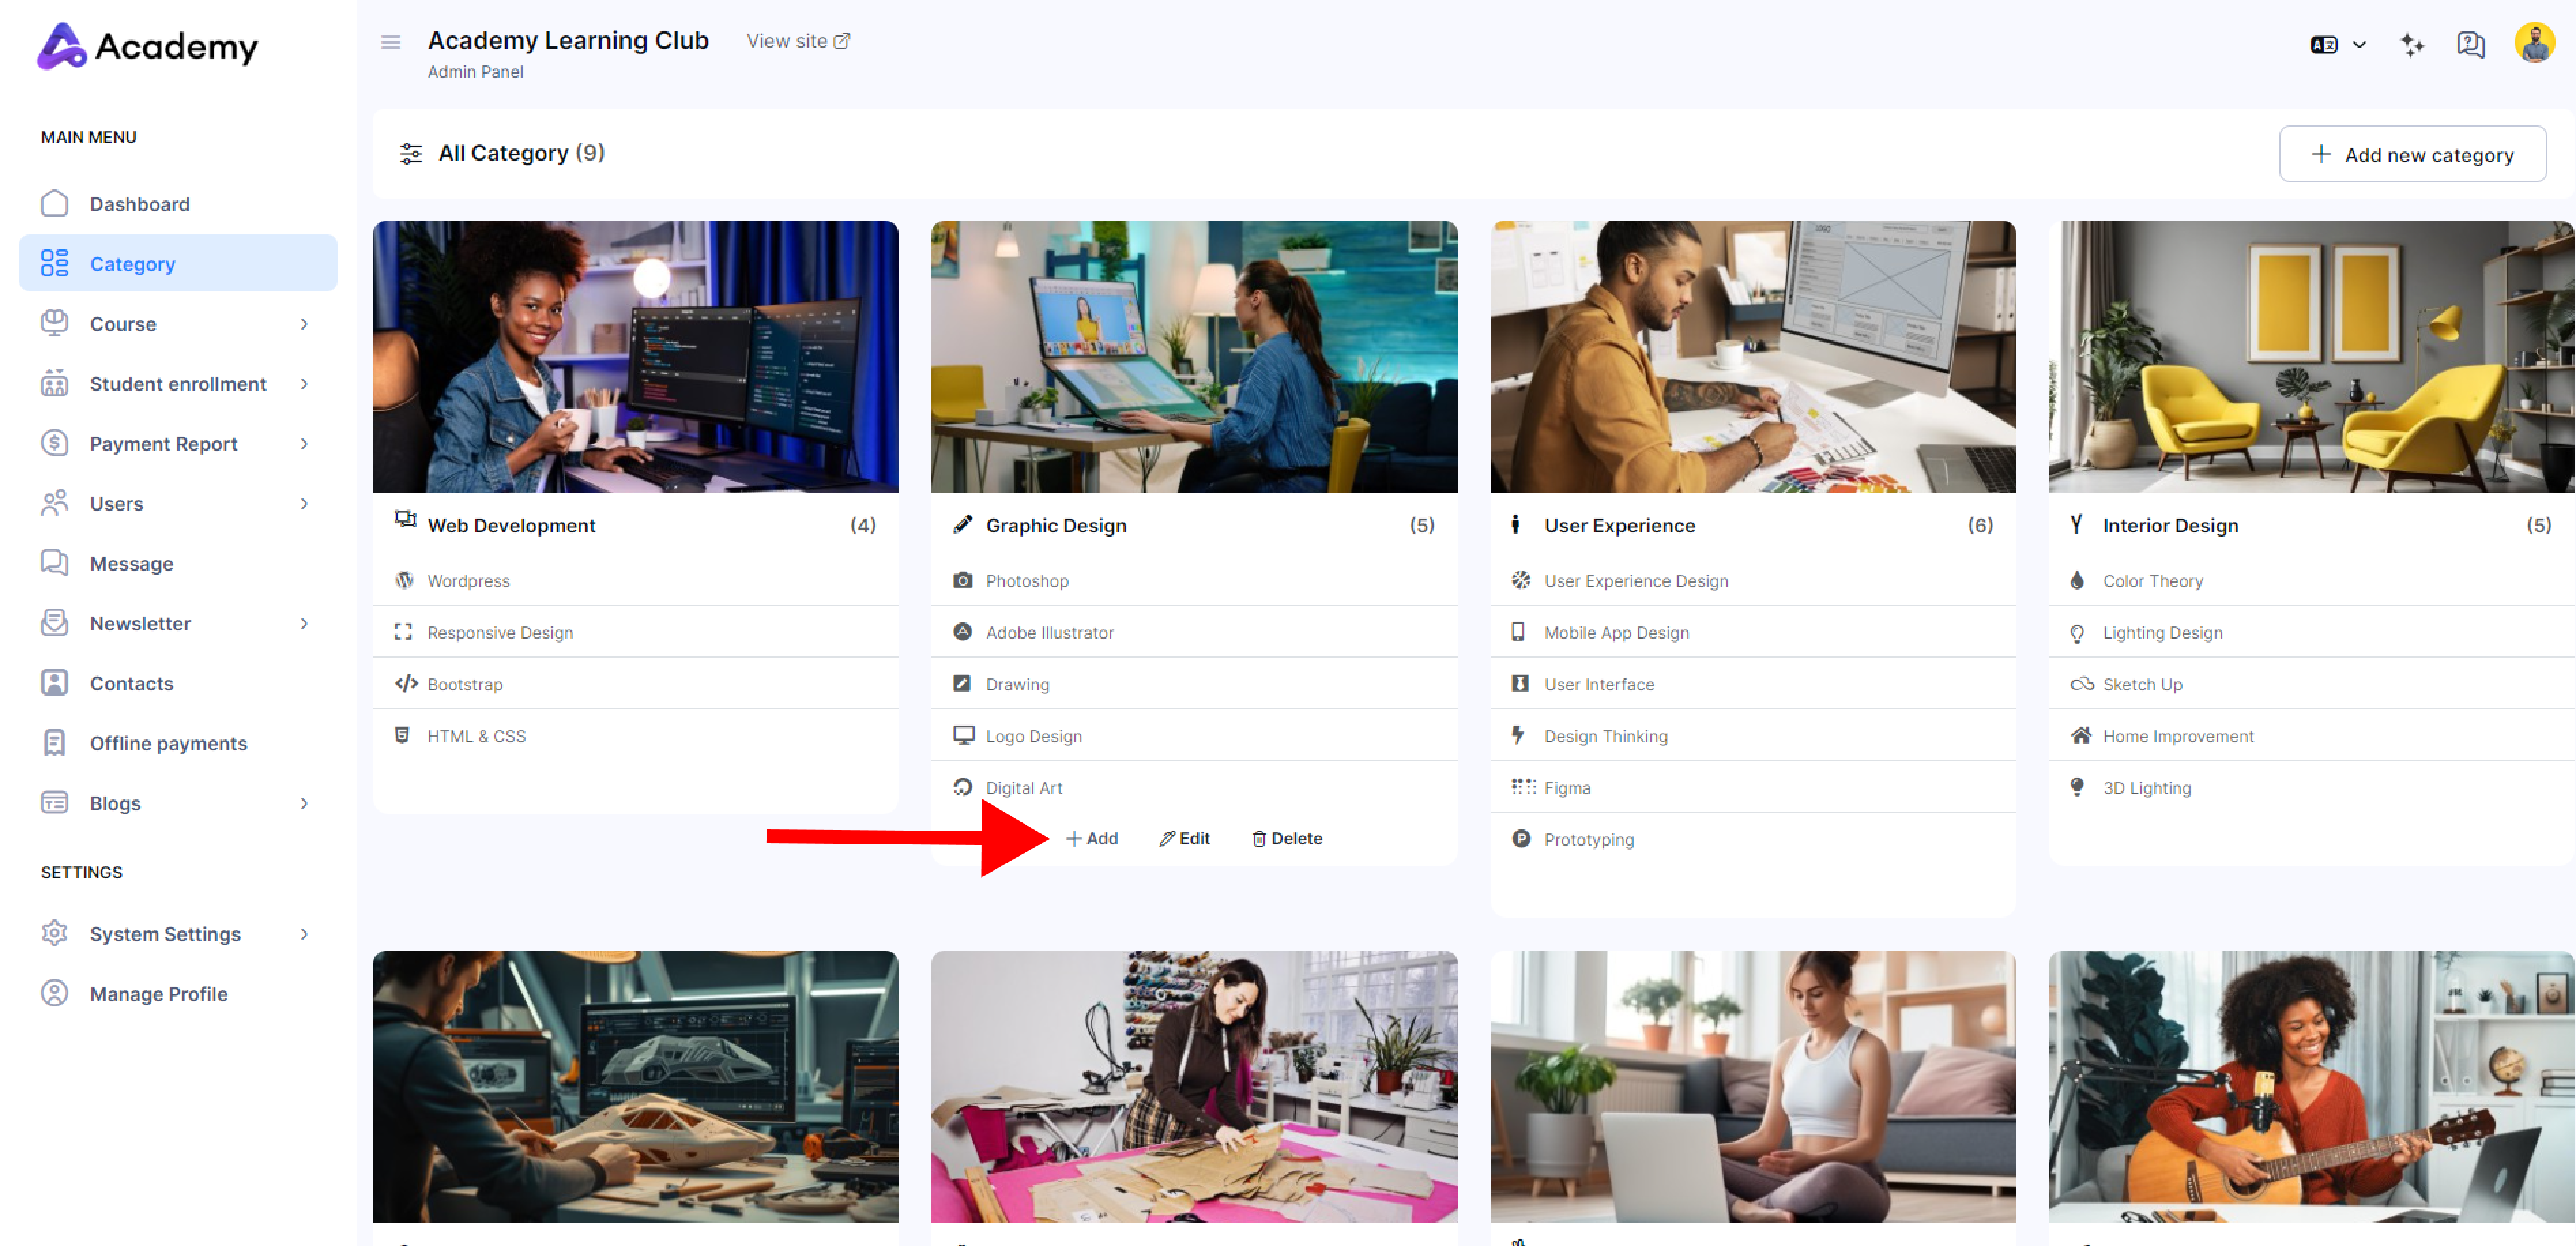 Academy
Academy Learning Club
View site
Admin Panel
MAIN MENU
Dashboard
Category
Course
Student enrollment
Payment Report
Users
Message
Newsletter
Contacts
Offline payments
Blogs
SETTINGS
System Settings
Manage Profile
All Category (9)
Add new category
Web Development (4)
Wordpress
Responsive Design
Bootstrap
HTML & CSS
Graphic Design (5)
Photoshop
Adobe Illustrator
Drawing
Logo Design
Digital Art
Add Edit Delete
User Experience (6)
User Experience Design
Mobile App Design
User Interface
Design Thinking
Figma
Prototyping
Interior Design (5)
Color Theory
Lighting Design
Sketch Up
Home Improvement
3D Lighting
LOGO